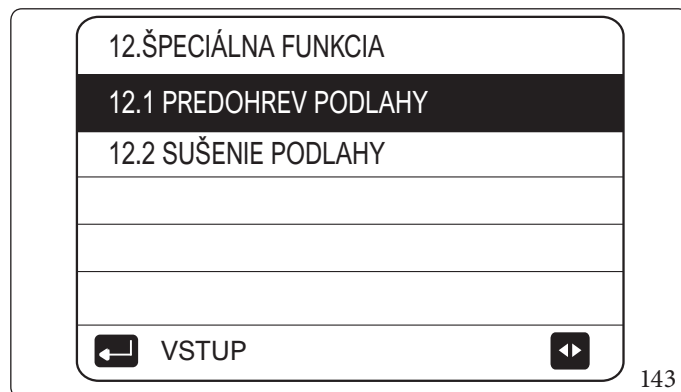 12.ŠPECIÁLNA FUNKCIA
12.1 PREDOHREV PODLAHY
12.2 SUŠENIE PODLAHY
VSTUP
143